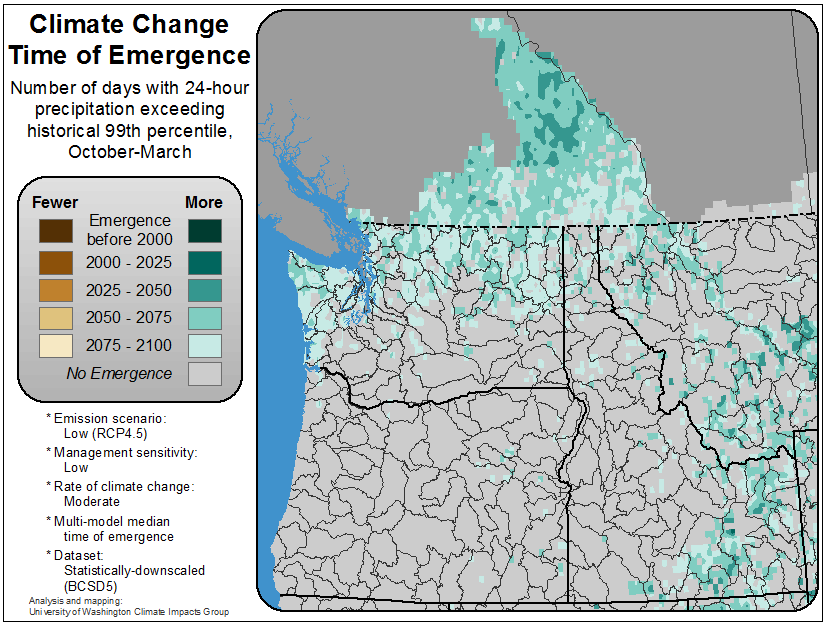 Climate Change
Time of Emergence
Number of days with 24-hour
precipitation exceeding
historical 99th percentile,
October-March
Fewer
More
Emergence
before 2000
2000 - 2025
2025 - 2050
2050 - 2075
2075 - 2100
No Emergence
* Emission scenario:
Low (RCP4.5)
* Management sensitivity:
Low
* Rate of climate change:
Moderate
* Multi-model median
time of emergence
* Dataset:
Statistically-downscaled
(BCSD5)
Analysis and mapping:
University of Washington Climate Impacts Group